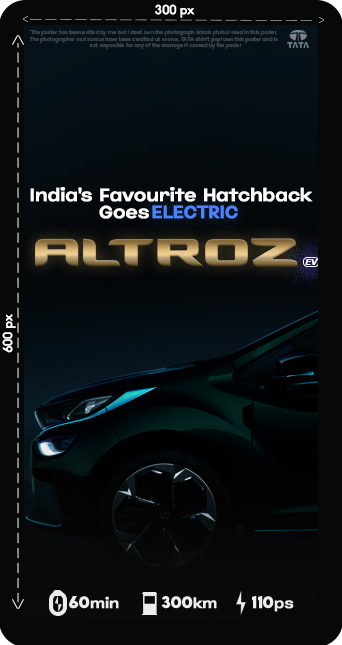 300 px
*The poster has been edited by me but I dont own the photograph (stock photo) used in this poster.
The photographer and source have been credited at source. TATA didn't pay/own this poster and is
not resposible for any of the damage if caused by the poster
TATA
India's Favourite Hatchback
Goes ELECTRIC
ALTROZ
EV
600 px
60min 300km 110ps